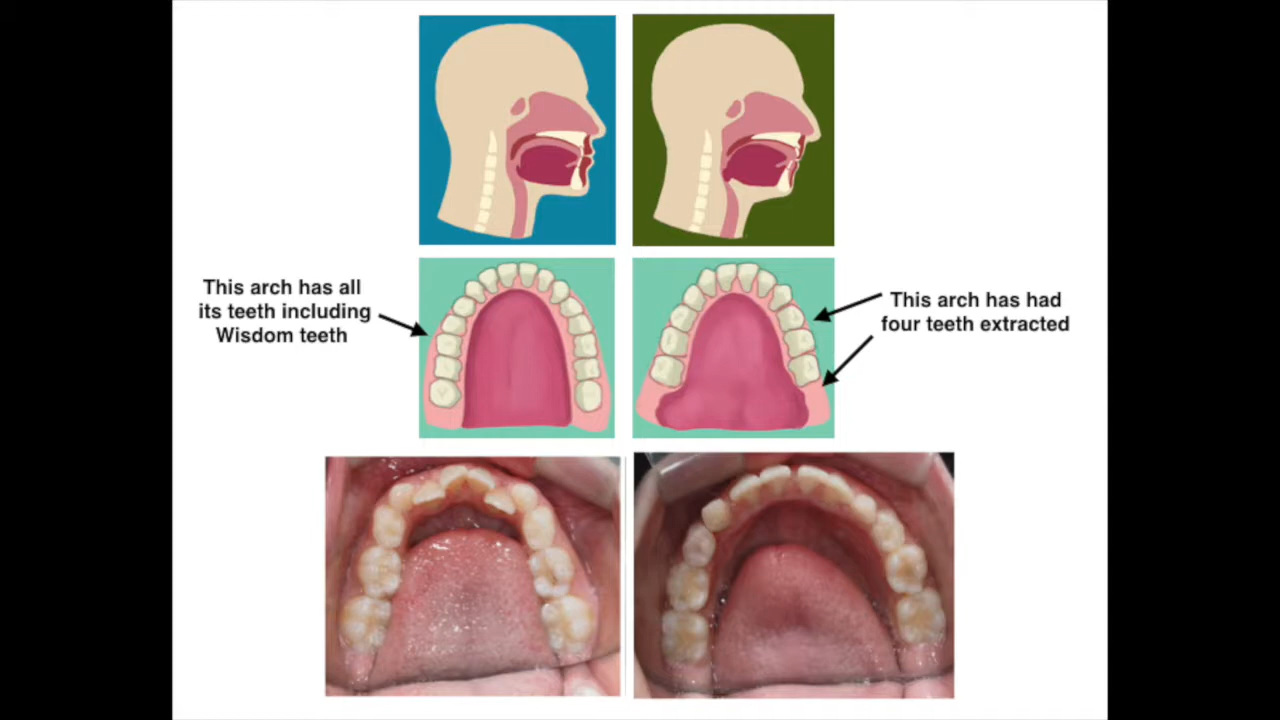 This arch has all
its teeth including
Wisdom teeth
This arch has had
four teeth extracted